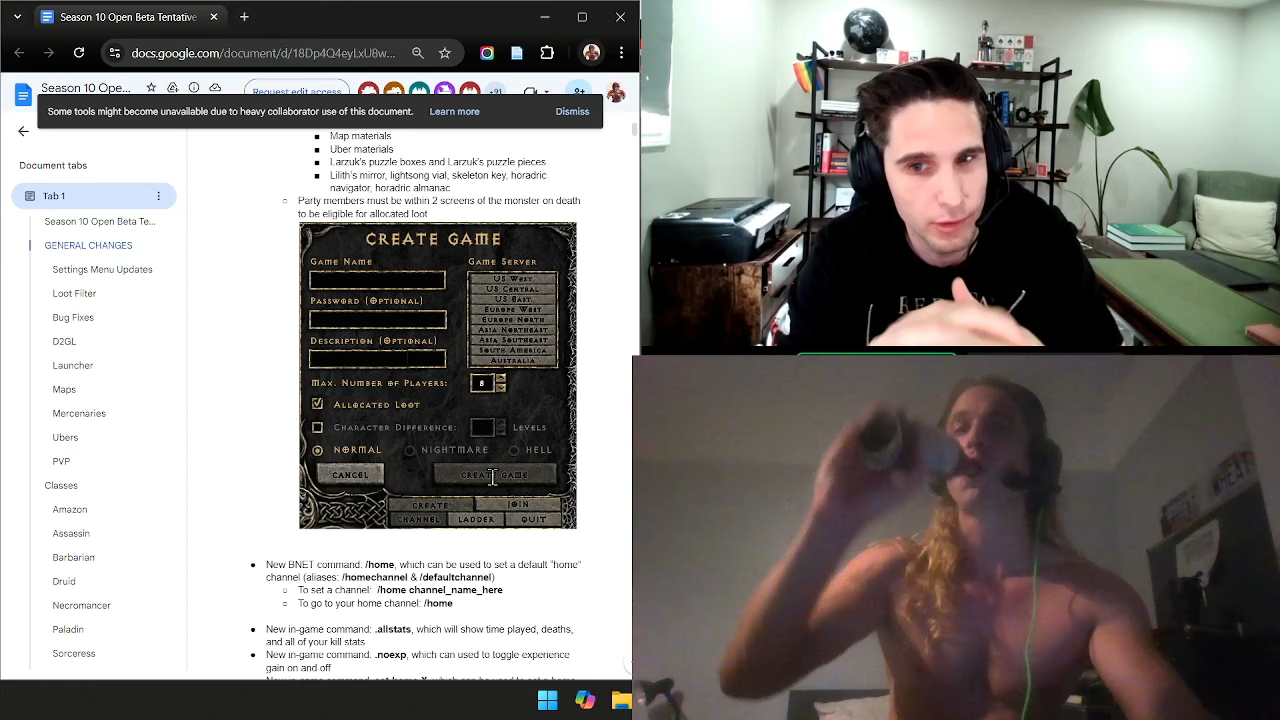 Season 10 Open Beta Tentative
docs.google.com/document/d/18Dp4Q4eyLxU8w...
Season 10 Ope...
Request edit access
+91
9+
Some tools might become unavailable due to heavy collaborator use of this document.
Learn more
Dismiss
Document tabs
Tab 1
Season 10 Open Beta Te...
GENERAL CHANGES
Settings Menu Updates
Loot Filter
Bug Fixes
D2GL
Launcher
Maps
Mercenaries
Ubers
PVP
Classes
Amazon
Assassin
Barbarian
Druid
Necromancer
Paladin
Sorceress
Map materials
Uber materials
Larzuk's puzzle boxes and Larzuk's puzzle pieces
Lilith's mirror, lightsong vial, skeleton key, horadric
navigator, horadric almanac
Party members must be within 2 screens of the monster on death
to be eligible for allocated loot
CREATE GAME
GAME NAME
GAME SERVER
US WEST
US CENTRAL
US EAST
EUROPE WEST
EUROPE NORTH
ASIA NORTHEAST
ASIA SOUTHEAST
SOUTH AMERICA
AUSTRALIA
PASSWORD (OPTIONAL)
DESCRIPTION (OPTIONAL)
MAX. NUMBER OF PLAYERS:
8
ALLOCATED LOOT
CHARACTER DIFFERENCE:
LEVELS
NORMAL
NIGHTMARE
HELL
CANCEL
CREATE GAME
CREATE
JOIN
CHANNEL
LADDER
QUIT
New BNET command: /home, which can be used to set a default "home"
channel (aliases: /homechannel & /defaultchannel)
To set a channel: /home channel_name_here
To go to your home channel: /home
New in-game command: .allstats, which will show time played, deaths,
and all of your kill stats
New in-game command: .noexp, which can used to toggle experience
gain on and off